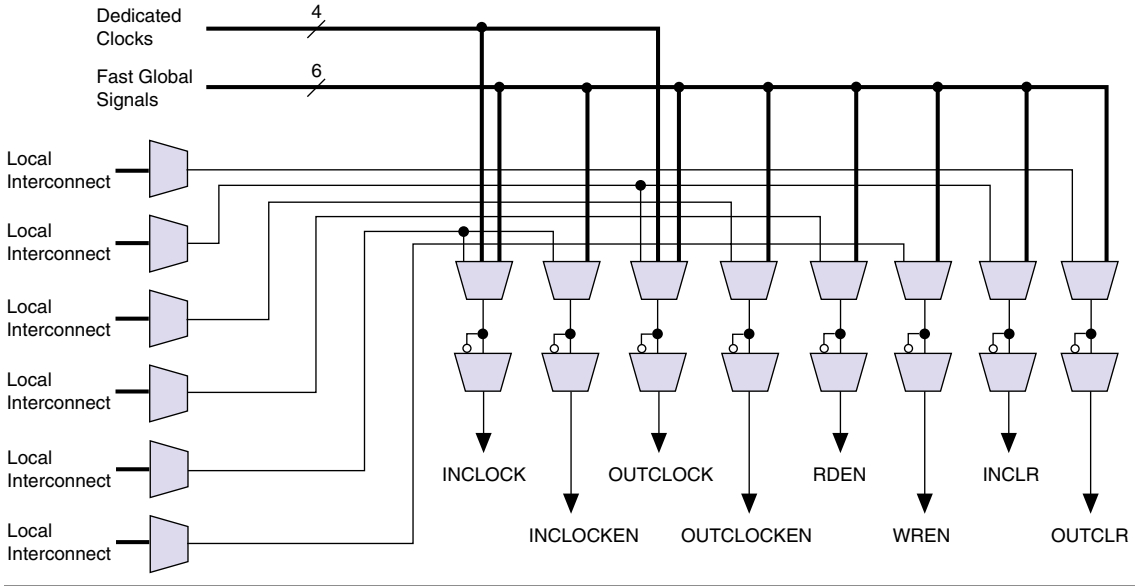 Dedicated
Clocks
4
Fast Global
Signals
6
Local
Interconnect
Local
Interconnect
Local
Interconnect
Local
Interconnect
Local
Interconnect
Local
Interconnect
INCLOCK
OUTCLOCK
RDEN
INCLR
INCLOCKEN
OUTCLOCKEN
WREN
OUTCLR